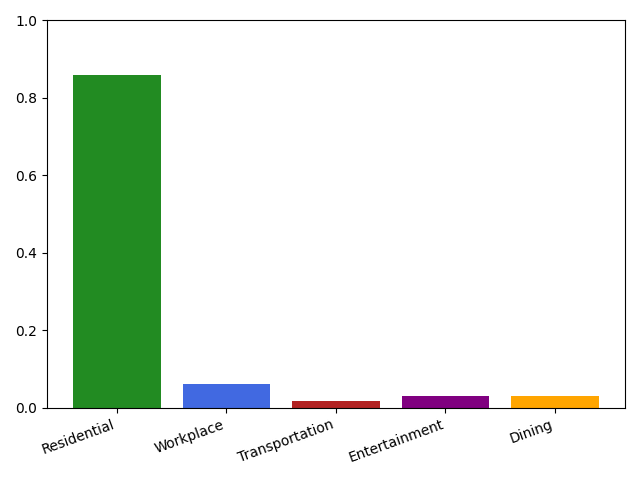 1.0
0.8
0.6
0.4
0.2
0.0
Residential
Workplace
Transportation
Entertainment
Dining